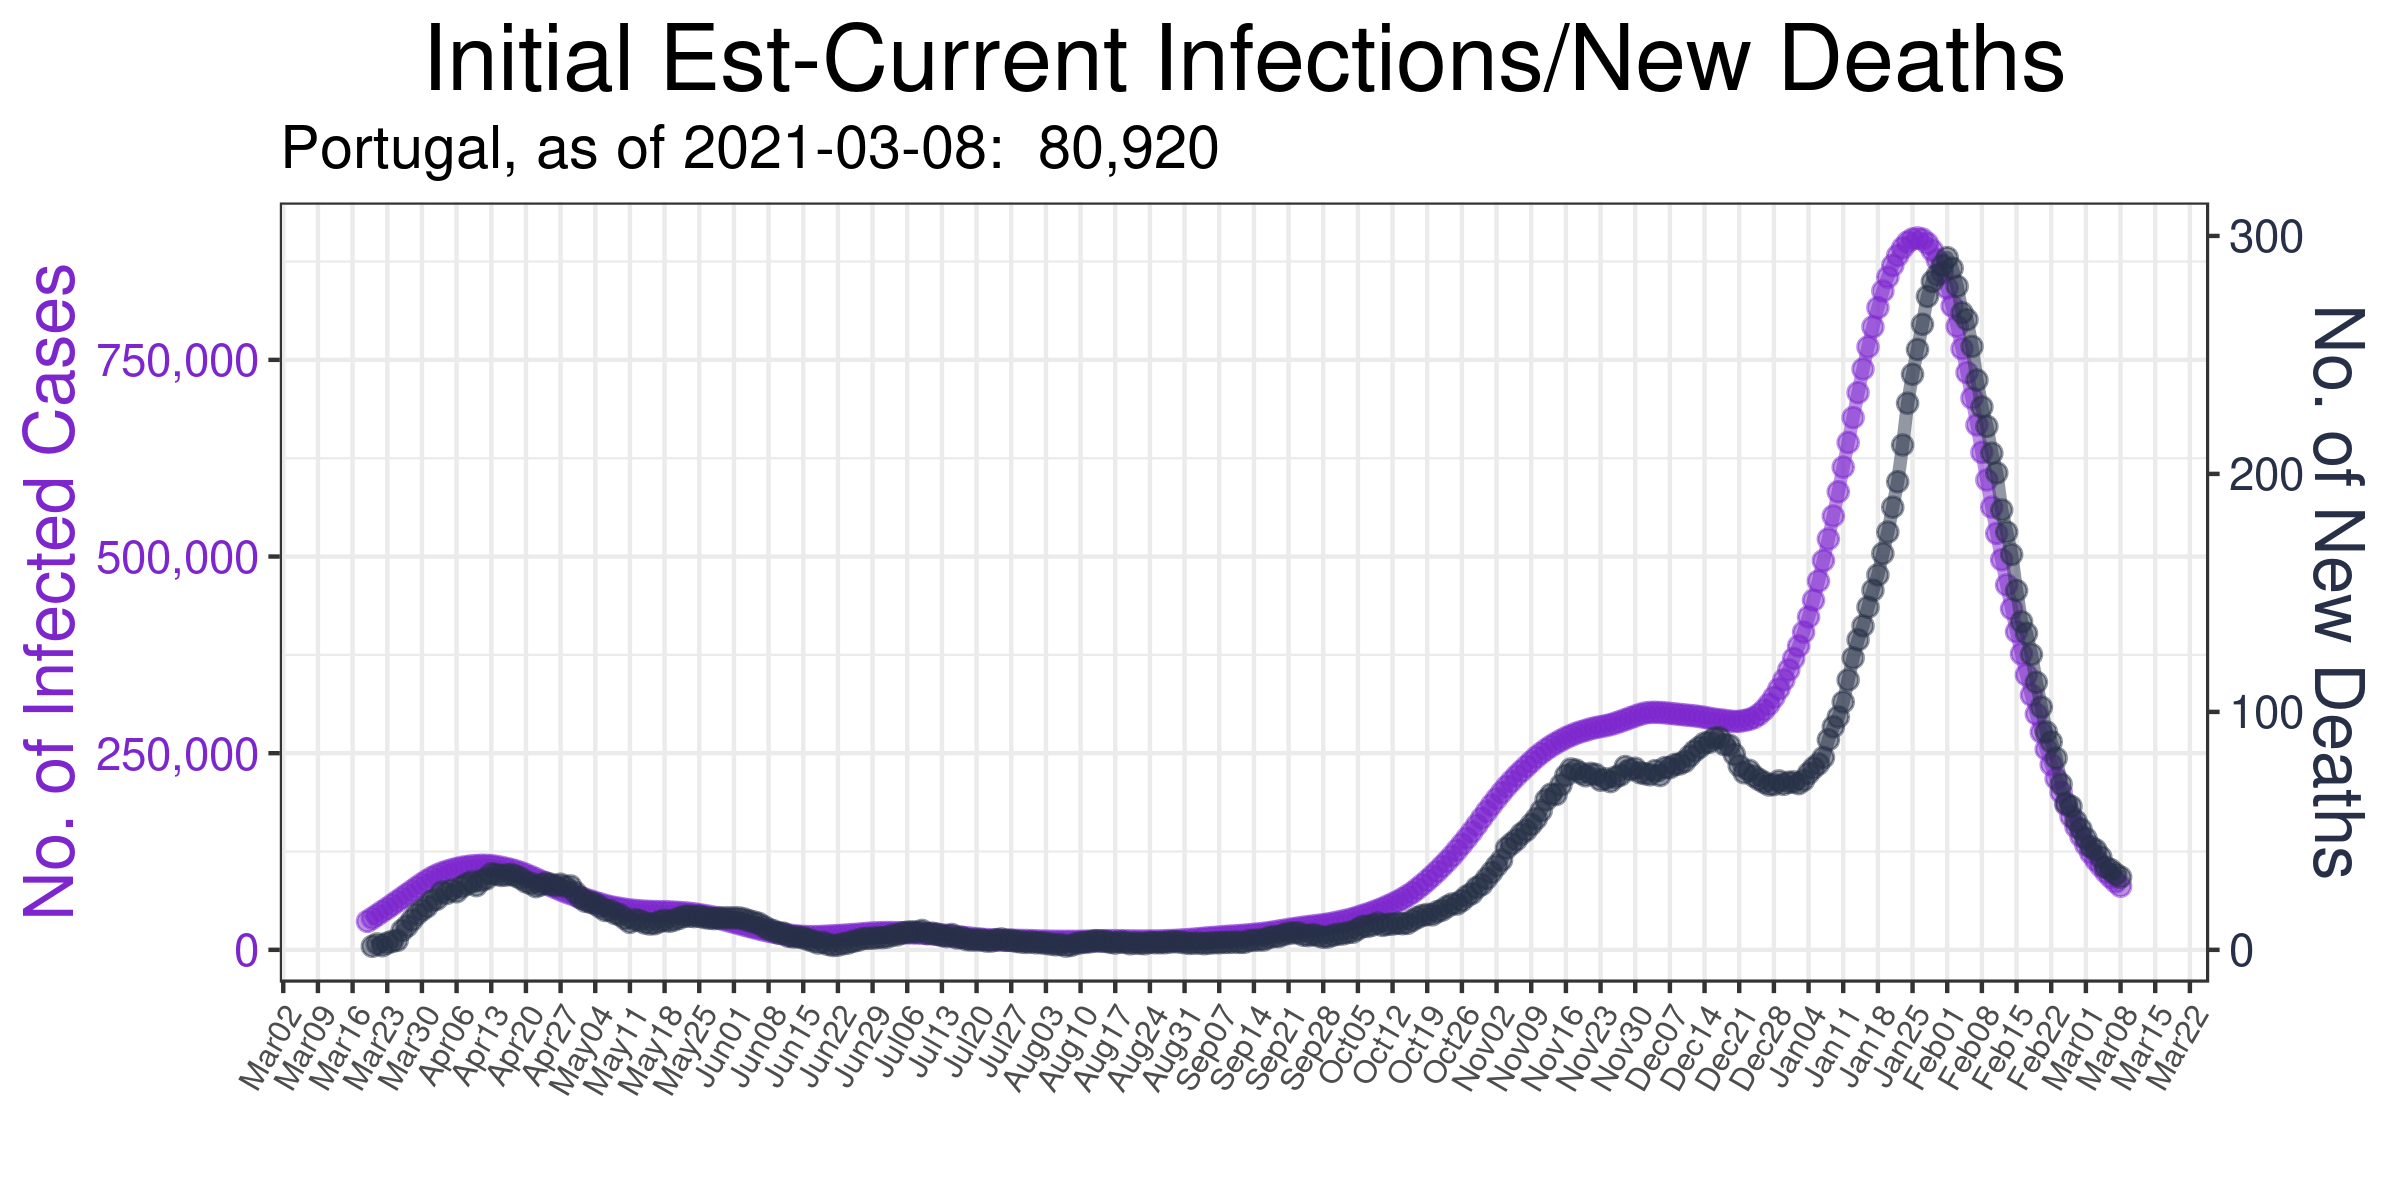 Initial Est-Current Infections/New Deaths
Portugal, as of 2021-03-08:  80,920
No. of Infected Cases
750,000
500,000
250,000
0
300
200
100
0
No. of New Deaths
Mar02
Mar09
Mar16
Mar23
Mar30
Apr06
Apr13
Apr20
Apr27
May04
May11
May18
May25
Jun01
Jun08
Jun15
Jun22
Jun29
Jul06
Jul13
Jul20
Jul27
Aug03
Aug10
Aug17
Aug24
Aug31
Sep07
Sep14
Sep21
Sep28
Oct05
Oct12
Oct19
Oct26
Nov02
Nov09
Nov16
Nov23
Nov30
Dec07
Dec14
Dec21
Dec28
Jan04
Jan11
Jan18
Jan25
Feb01
Feb08
Feb15
Feb22
Mar01
Mar08
Mar15
Mar22